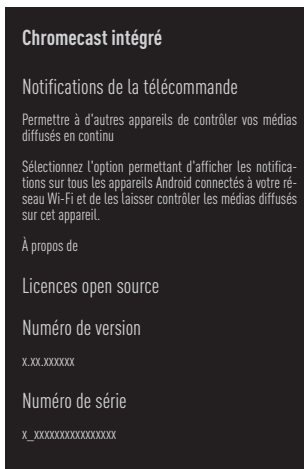 Chromecast intégré
Notifications de la télécommande
Permettre à d'autres appareils de contrôler vos médias
diffusés en continu
Sélectionnez l'option permettant d'afficher les notifica-
tions sur tous les appareils Android connectés à votre ré-
seau Wi-Fi et de les laisser contrôler les médias diffusés
sur cet appareil.
À propos de
Licences open source
Numéro de version
x.xx.xxxxxx
Numéro de série
x_xxxxxxxxxxxxxxxx